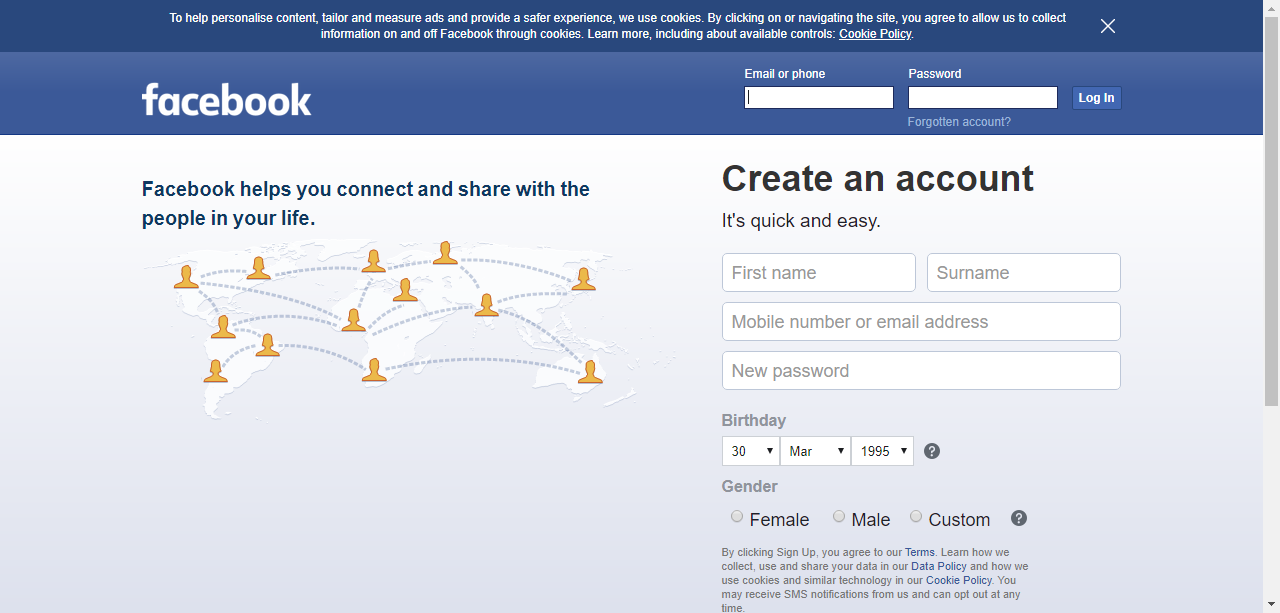 To help personalise content, tailor and measure ads and provide a safer experience, we use cookies. By clicking on or navigating the site, you agree to allow us to collect
information on and off Facebook through cookies. Learn more, including about available controls: Cookie Policy.
facebook
Email or phone
Password
Log In
Forgotten account?
Facebook helps you connect and share with the
people in your life.
Create an account
It's quick and easy.
First name
Surname
Mobile number or email address
New password
Birthday
30 Mar 1995 ?
Gender
Female Male Custom ?
By clicking Sign Up, you agree to our Terms. Learn how we
collect, use and share your data in our Data Policy and how we
use cookies and similar technology in our Cookie Policy. You
may receive SMS notifications from us and can opt out at any
time.